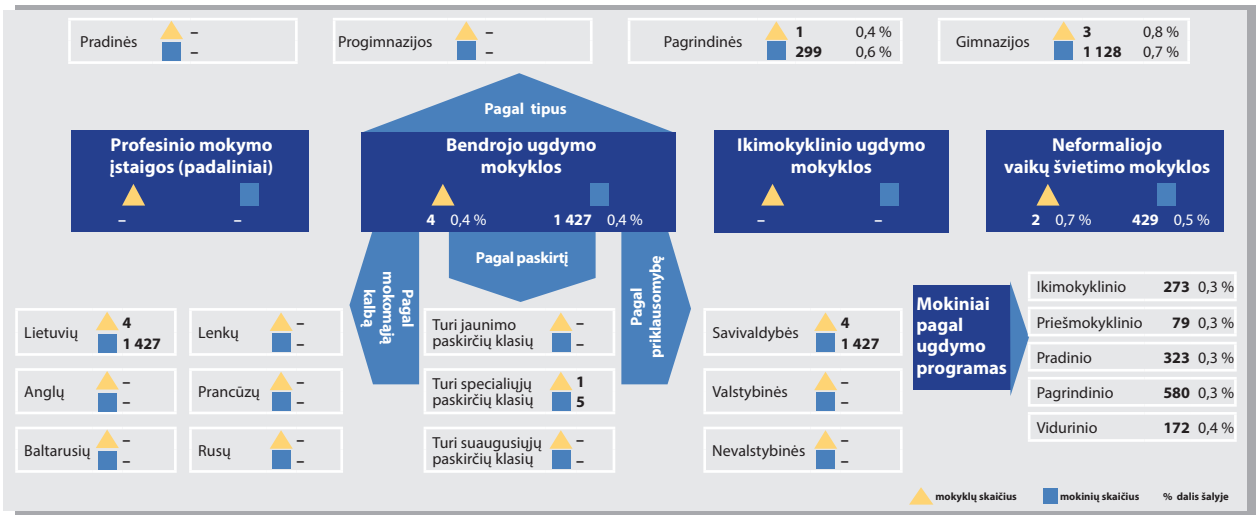 Pradinės – –
Progimnazijos – –
Pagrindinės 1 0,4 % 299 0,6 %
Gimnazijos 3 0,8 % 1 128 0,7 %
Pagal tipus
Profesinio mokymo
įstaigos (padaliniai)
– –
Bendrojo ugdymo
mokyklos
4 0,4 % 1 427 0,4 %
Ikimokyklinio ugdymo
mokyklos
– –
Neformaliojo
vaikų švietimo mokyklos
2 0,7 % 429 0,5 %
Pagal
mokomąją
kalbą
Pagal paskirtį
Pagal
priklausomybę
Lietuvių 4
1 427
Lenkų –
–
Anglų –
–
Prancūzų –
–
Baltarusių –
–
Rusų –
–
Turi jaunimo –
paskirčių klasių –
Turi specialiųjų 1
paskirčių klasių 5
Turi suaugusiųjų –
paskirčių klasių –
Savivaldybės 4
1 427
Valstybinės –
–
Nevalstybinės –
–
Mokiniai
pagal
ugdymo
programas
Ikimokyklinio 273 0,3 %
Priešmokyklinio 79 0,3 %
Pradinio 323 0,3 %
Pagrindinio 580 0,3 %
Vidurinio 172 0,4 %
mokyklų skaičius mokinių skaičius % dalis šalyje